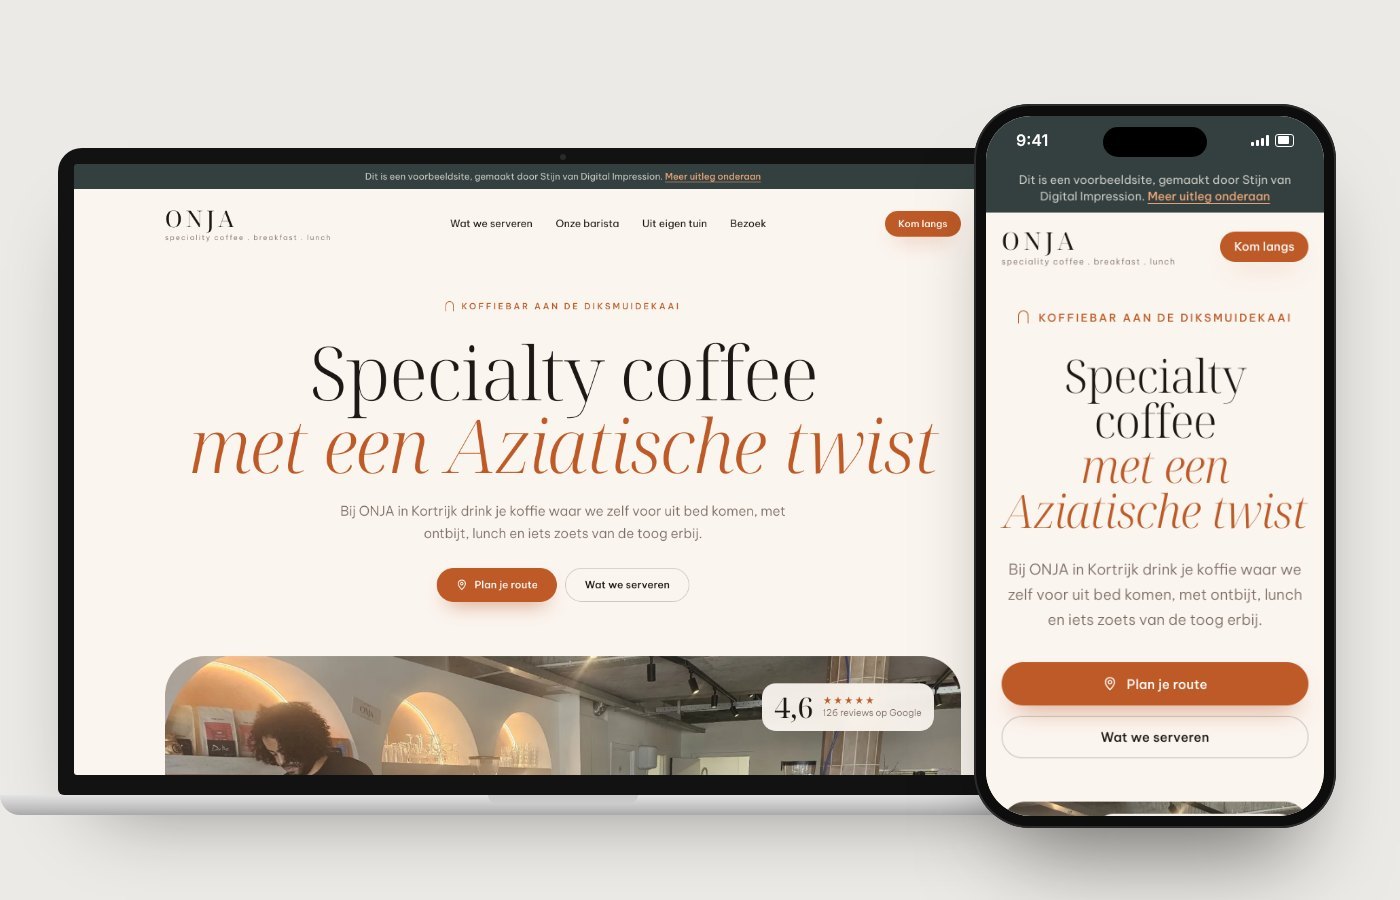 Dit is een voorbeeldsite, gemaakt door Stijn van Digital Impression. Meer uitleg onderaan
ONJA
speciality coffee . breakfast . lunch
Wat we serveren
Onze barista
Uit eigen tuin
Bezoek
Kom langs
KOFFIEBAR AAN DE DIKSMUIDEKAAI
Specialty coffee
met een Aziatische twist
Bij ONJA in Kortrijk drink je koffie waar we zelf voor uit bed komen, met
ontbijt, lunch en iets zoets van de toog erbij.
Plan je route
Wat we serveren
4,6
★★★★★
126 reviews op Google
9:41
Dit is een voorbeeldsite, gemaakt door Stijn van
Digital Impression. Meer uitleg onderaan
ONJA
speciality coffee . breakfast . lunch
Kom langs
KOFFIEBAR AAN DE DIKSMUIDEKAAI
Specialty
coffee
met een
Aziatische twist
Bij ONJA in Kortrijk drink je koffie waar we
zelf voor uit bed komen, met ontbijt, lunch
en iets zoets van de toog erbij.
Plan je route
Wat we serveren